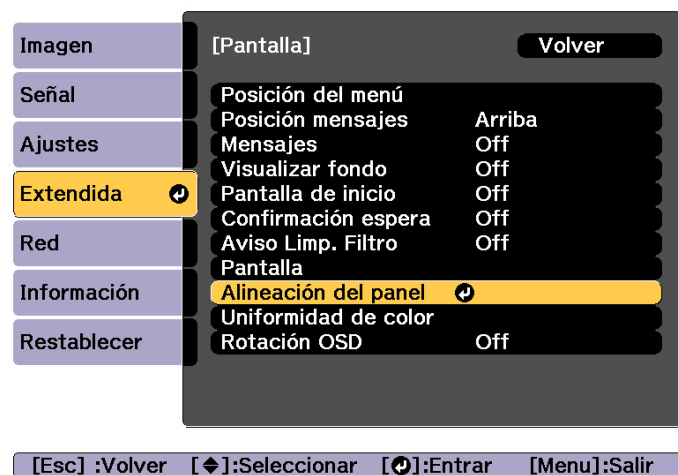 Imagen
Señal
Ajustes
Extendida
Red
Información
Restablecer
[Pantalla] Volver
Posición del menú
Posición mensajes Arriba
Mensajes Off
Visualizar fondo Off
Pantalla de inicio Off
Confirmación espera Off
Aviso Limp. Filtro Off
Pantalla
Alineación del panel
Uniformidad de color
Rotación OSD Off
[Esc] :Volver [♦]:Seleccionar [↵]:Entrar [Menu]:Salir